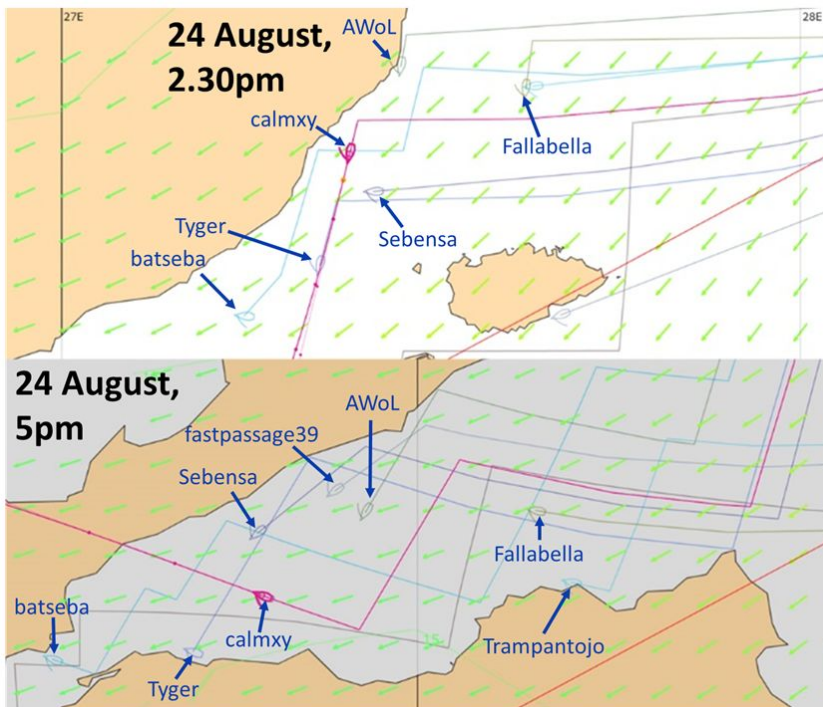 27E
28E
24 August,
2.30pm
AWoL
calmxy
Fallabella
Tyger
Sebensa
batseba
24 August,
5pm
AWoL
fastpassage39
Sebensa
Fallabella
batseba
calmxy
15
Trampantojo
Tyger